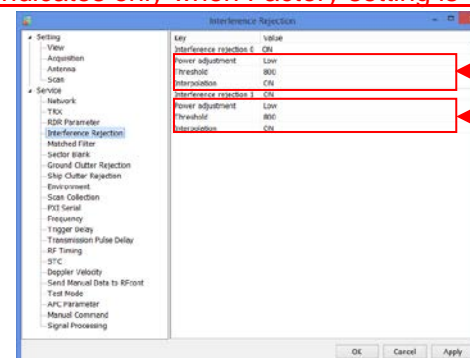 indicated only when Factory setting is
Interference Rejection
Setting
View
Acquisition
Antenna
Scan
Service
Network
TRX
RDR Parameter
Interference Rejection
Matched Filter
Sector Blank
Ground Clutter Rejection
Ship Clutter Rejection
Environment
Scan Collection
PXI Serial
Frequency
Trigger Delay
Transmission Pulse Delay
RF Timing
STC
Doppler Velocity
Send Manual Data to RFront
Test Mode
APC Parameter
Manual Command
Signal Processing
Key Value
Interference rejection 0 ON
Power adjustment Low
Threshold 800
Interpolation ON
Interference rejection 1 ON
Power adjustment Low
Threshold 800
Interpolation ON
OK Cancel Apply